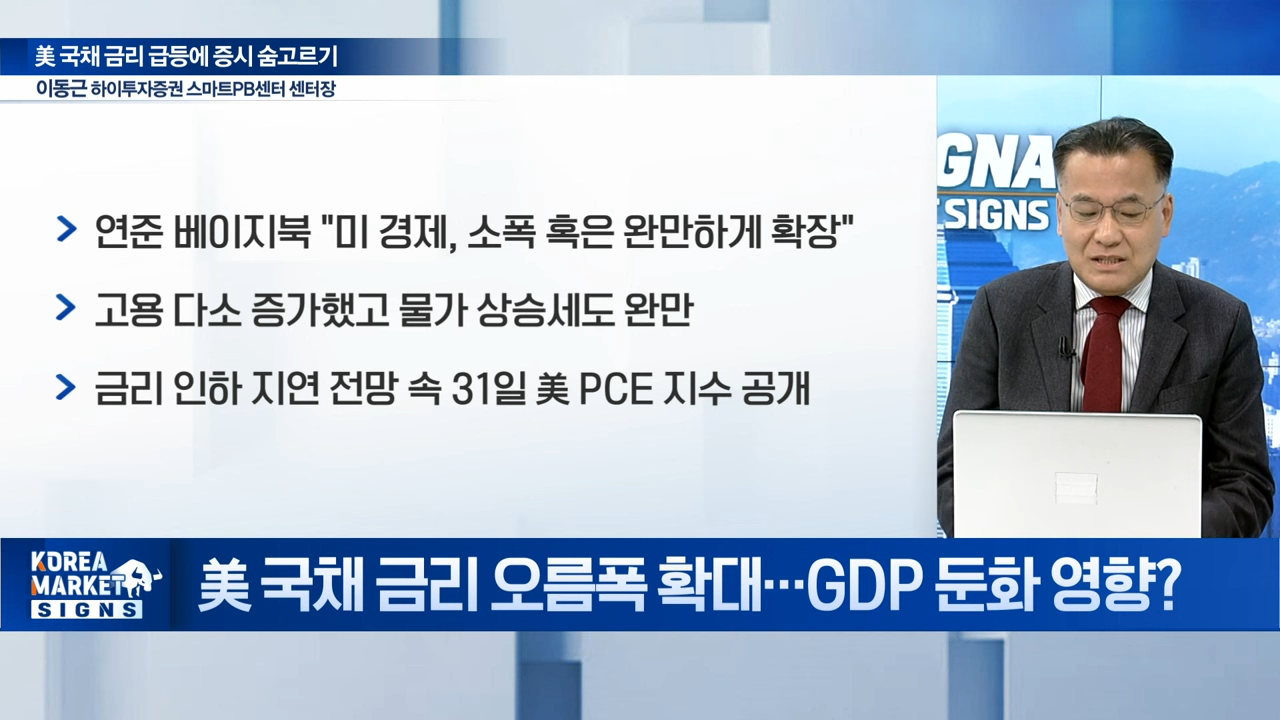 美 국채 금리 급등에 증시 숨고르기
이동근 하이투자증권 스마트PB센터 센터장
GNA
SIGNS
연준 베이지북 "미 경제, 소폭 혹은 완만하게 확장"
고용 다소 증가했고 물가 상승세도 완만
금리 인하 지연 전망 속 31일 美 PCE 지수 공개
KOREA
MARKET
SIGNS
美 국채 금리 오름폭 확대…GDP 둔화 영향?